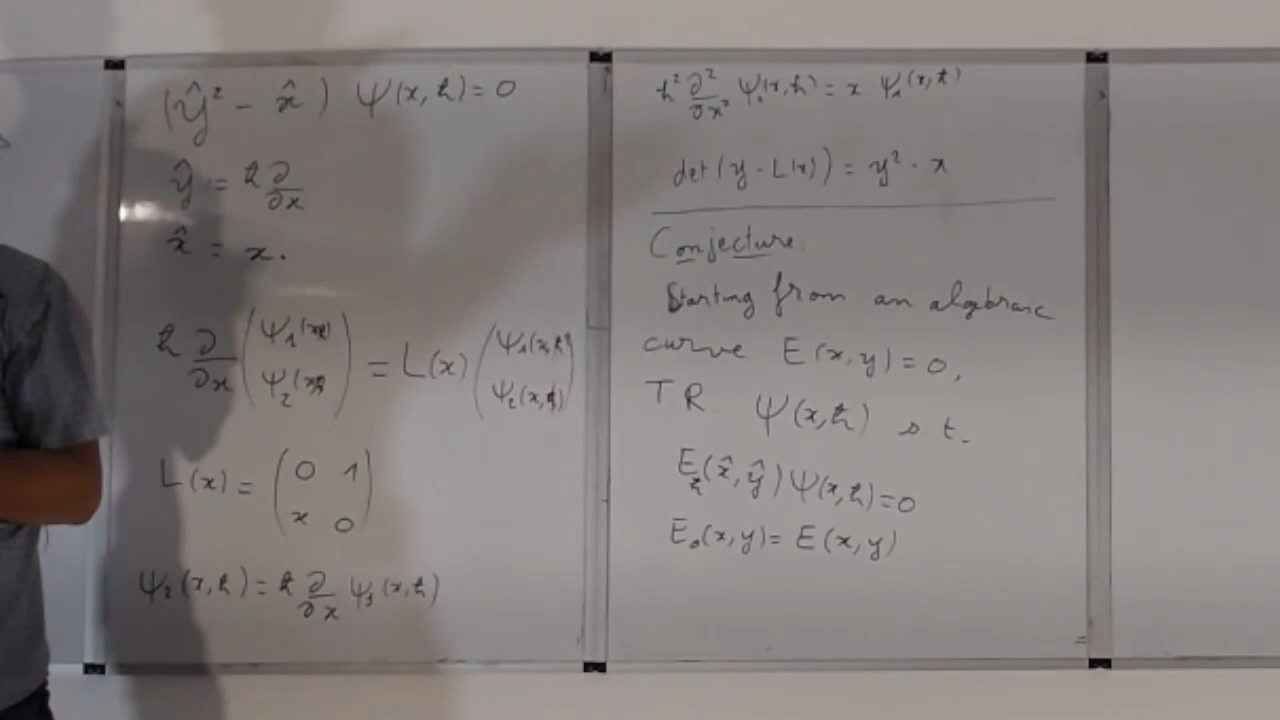 (ŷ² - x̂) ψ(x, ħ) = 0
ŷ = ħ ∂/∂x
x̂ = x.
ħ ∂/∂x (ψ₁(x,ħ) ψ₂(x,ħ)) = L(x) (ψ₁(x,ħ) ψ₂(x,ħ))
L(x) = (0 1
x 0)
ψ₂(x,ħ) = ħ ∂/∂x ψ₁(x,ħ)
ħ² ∂²/∂x² ψ₁(x,ħ) = x ψ₁(x,ħ)
det(y - L(x)) = y² - x
Conjecture.
Starting from an algebraic
curve E(x,y) = 0,
TR ψ(x,ħ) s t.
E_ħ(x̂,ŷ) ψ(x,ħ) = 0
E₀(x,y) = E(x,y)